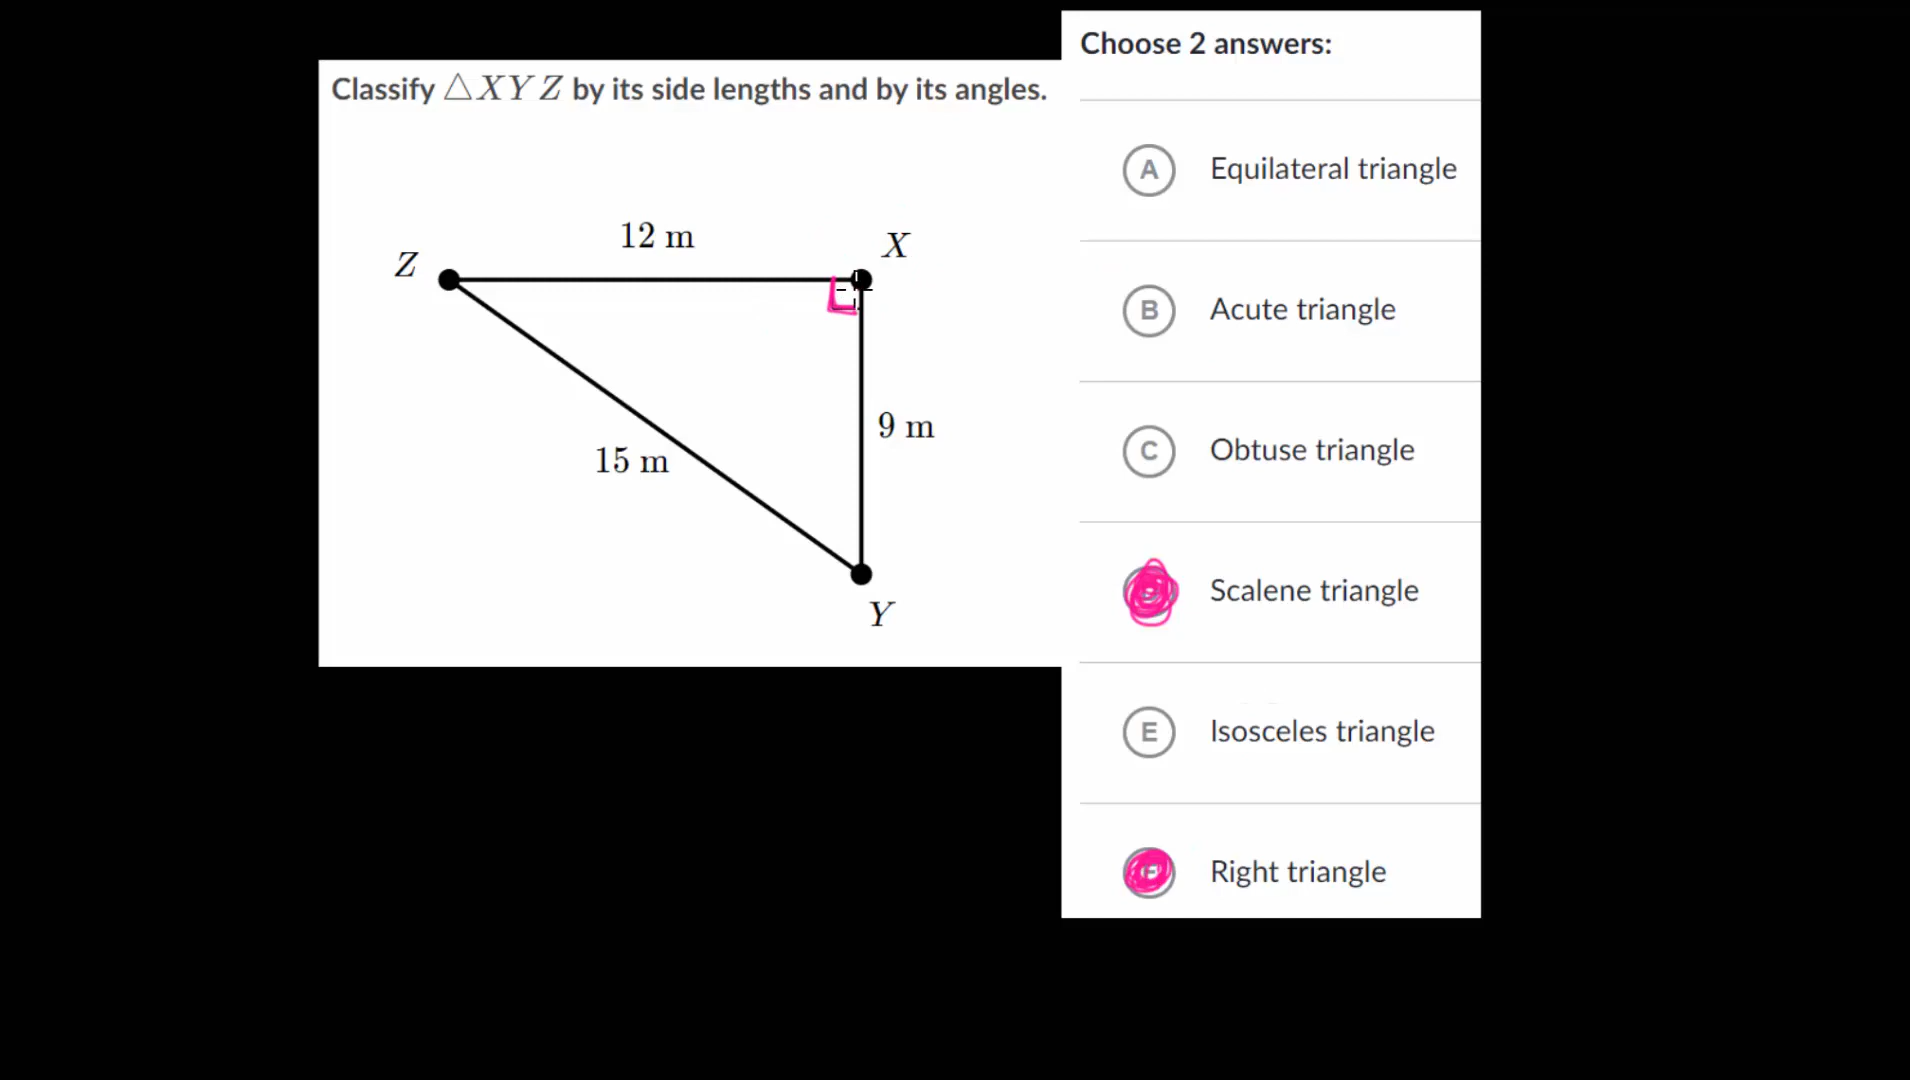 Choose 2 answers:
Classify △XYZ by its side lengths and by its angles.
A Equilateral triangle
12 m
X
Z
B Acute triangle
9 m
15 m
C Obtuse triangle
Scalene triangle
Y
E Isosceles triangle
F Right triangle